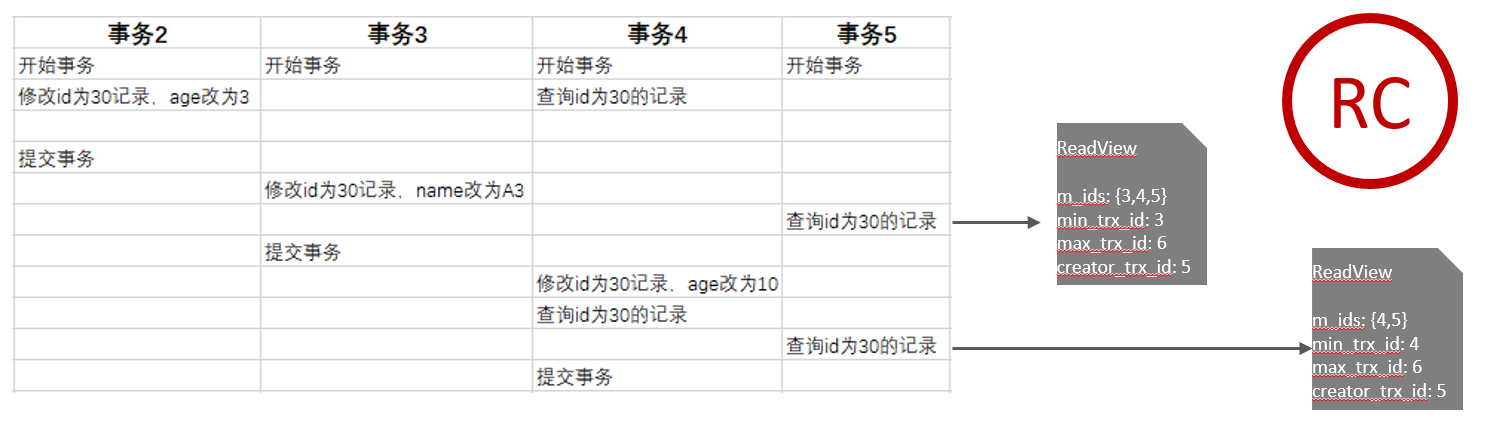 事务2 事务3 事务4 事务5
开始事务 开始事务 开始事务 开始事务
修改id为30记录，age改为3 查询id为30的记录
提交事务
修改id为30记录，name改为A3
查询id为30的记录
提交事务
修改id为30记录，age改为10
查询id为30的记录
查询id为30的记录
提交事务
RC
ReadView
m_ids: {3,4,5}
min_trx_id: 3
max_trx_id: 6
creator_trx_id: 5
ReadView
m_ids: {4,5}
min_trx_id: 4
max_trx_id: 6
creator_trx_id: 5